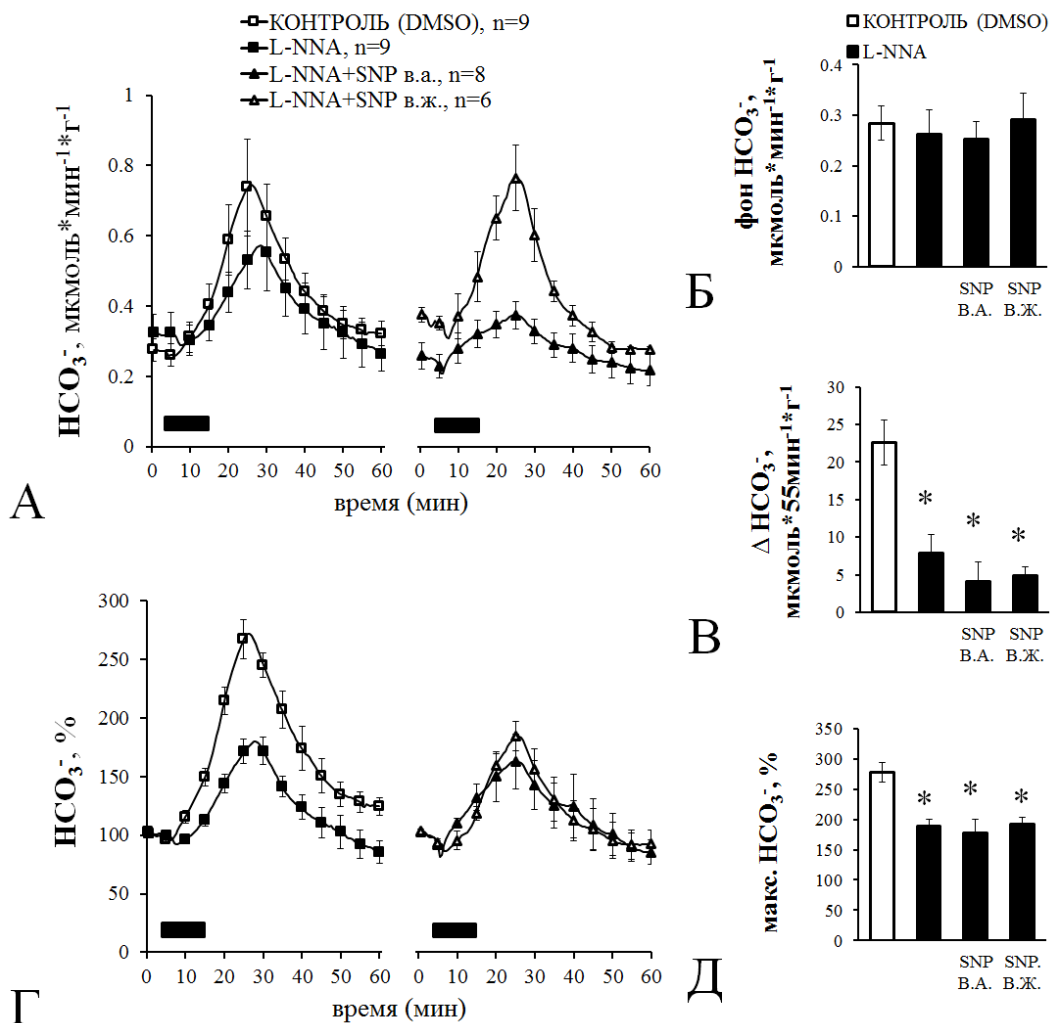 КОНТРОЛЬ (DMSO), n=9
L-NNA, n=9
L-NNA+SNP в.а., n=8
L-NNA+SNP в.ж., n=6
HCO₃⁻, мкмоль*мин⁻¹*г⁻¹
1
0.8
0.6
0.4
0.2
0
0 10 20 30 40 50 60
0 10 20 30 40 50 60
время (мин)
А
КОНТРОЛЬ (DMSO)
L-NNA
фон HCO₃⁻,
мкмоль*мин⁻¹*г⁻¹
0.4
0.3
0.2
0.1
0
SNP SNP
В.А. В.Ж.
Б
Δ HCO₃⁻,
мкмоль*55мин⁻¹*г⁻¹
30
25
20
15
10
5
0
* * *
SNP SNP
В.А. В.Ж.
В
HCO₃⁻, %
300
250
200
150
100
50
0
0 10 20 30 40 50 60
0 10 20 30 40 50 60
время (мин)
Г
макс. HCO₃⁻, %
350
300
250
200
150
100
50
0
* * *
SNP SNP.
В.А. В.Ж.
Д